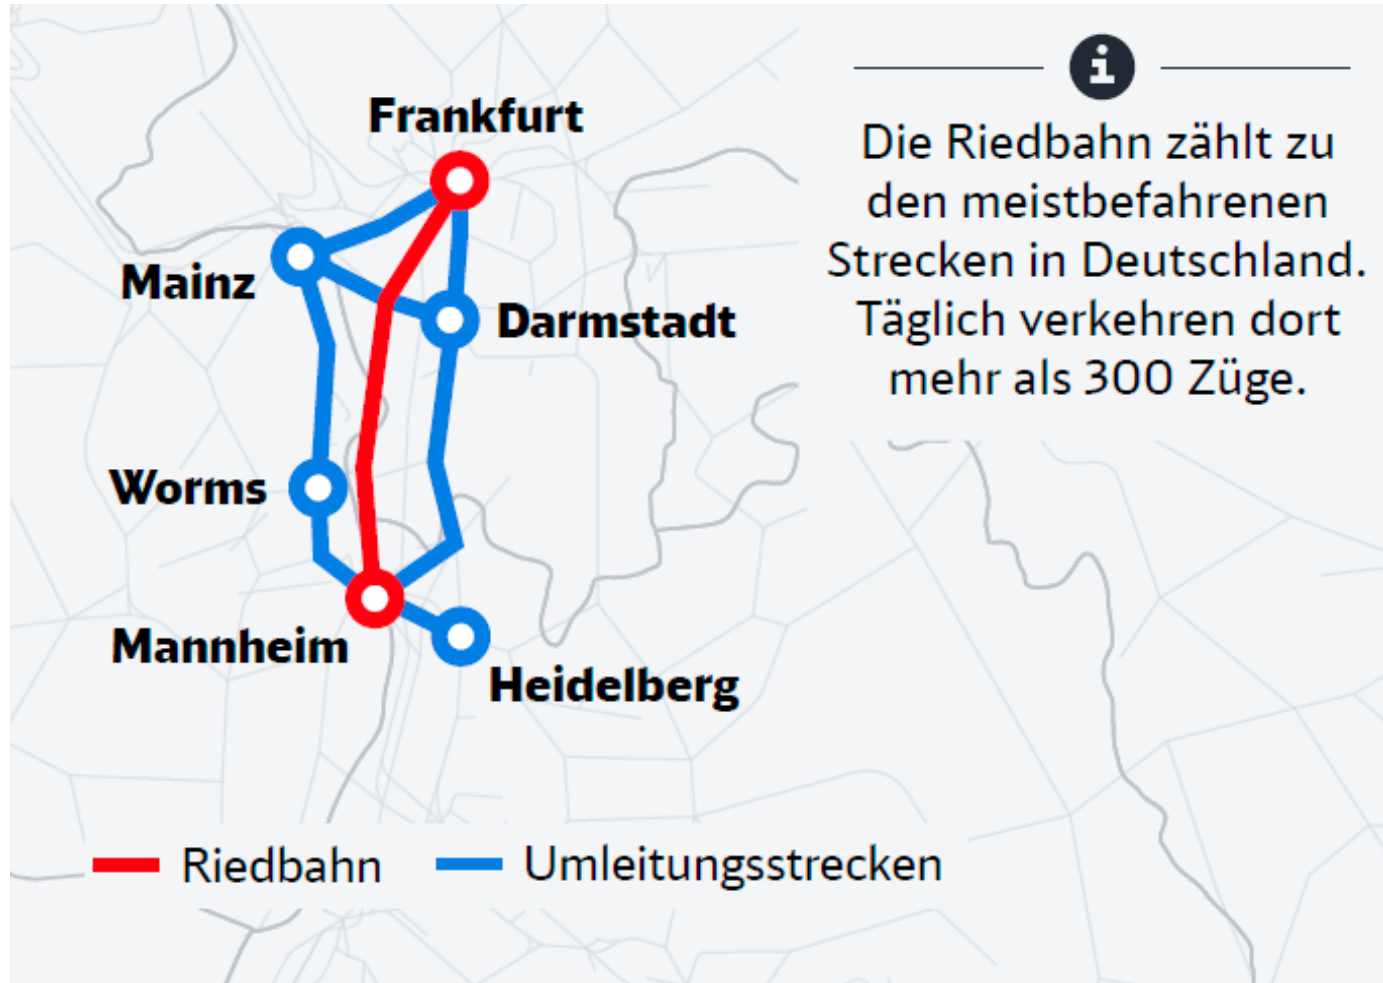 Frankfurt
Mainz
Darmstadt
Worms
Mannheim
Heidelberg
Riedbahn
Umleitungsstrecken
Die Riedbahn zählt zu
den meistbefahrenen
Strecken in Deutschland.
Täglich verkehren dort
mehr als 300 Züge.